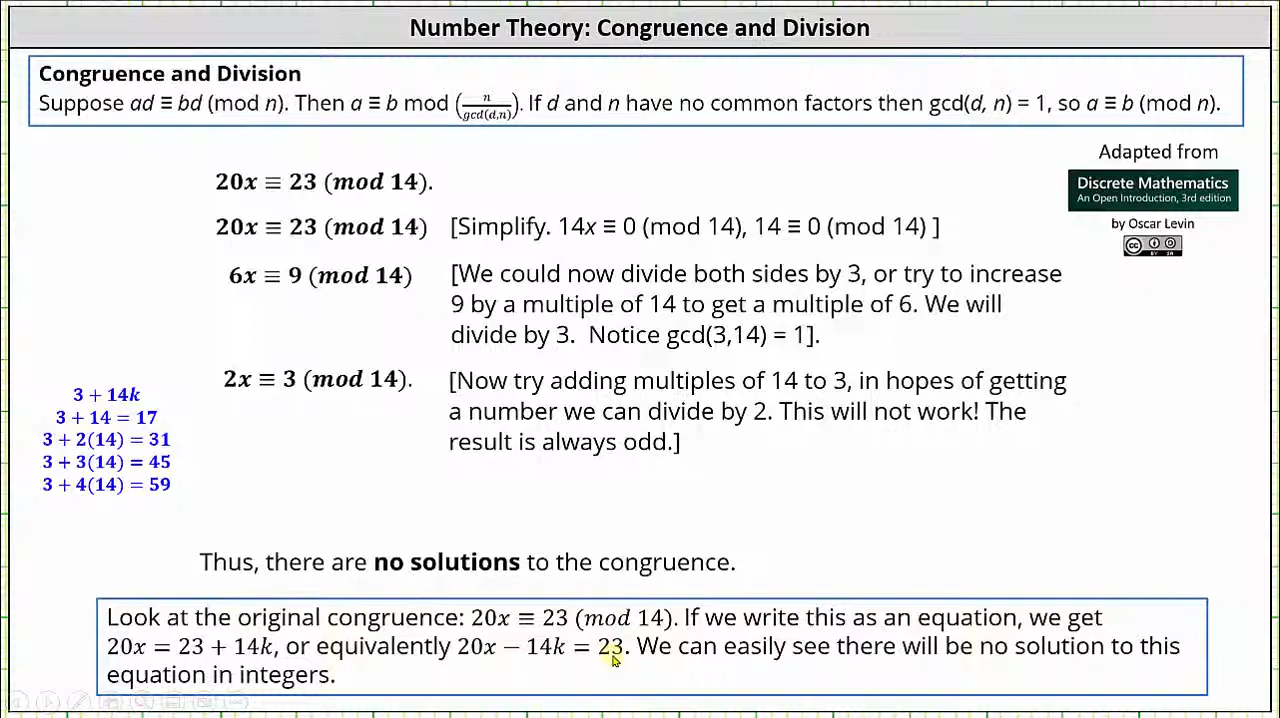 Number Theory: Congruence and Division
Congruence and Division
Suppose ad ≡ bd (mod n). Then a ≡ b mod (n/gcd(d,n)). If d and n have no common factors then gcd(d, n) = 1, so a ≡ b (mod n).
Adapted from
Discrete Mathematics
An Open Introduction, 3rd edition
by Oscar Levin
cc
20x ≡ 23 (mod 14).
20x ≡ 23 (mod 14) [Simplify. 14x ≡ 0 (mod 14), 14 ≡ 0 (mod 14) ]
6x ≡ 9 (mod 14) [We could now divide both sides by 3, or try to increase
9 by a multiple of 14 to get a multiple of 6. We will
divide by 3. Notice gcd(3,14) = 1].
2x ≡ 3 (mod 14). [Now try adding multiples of 14 to 3, in hopes of getting
a number we can divide by 2. This will not work! The
result is always odd.]
3 + 14k
3 + 14 = 17
3 + 2(14) = 31
3 + 3(14) = 45
3 + 4(14) = 59
Thus, there are no solutions to the congruence.
Look at the original congruence: 20x ≡ 23 (mod 14). If we write this as an equation, we get
20x = 23 + 14k, or equivalently 20x − 14k = 23. We can easily see there will be no solution to this
equation in integers.